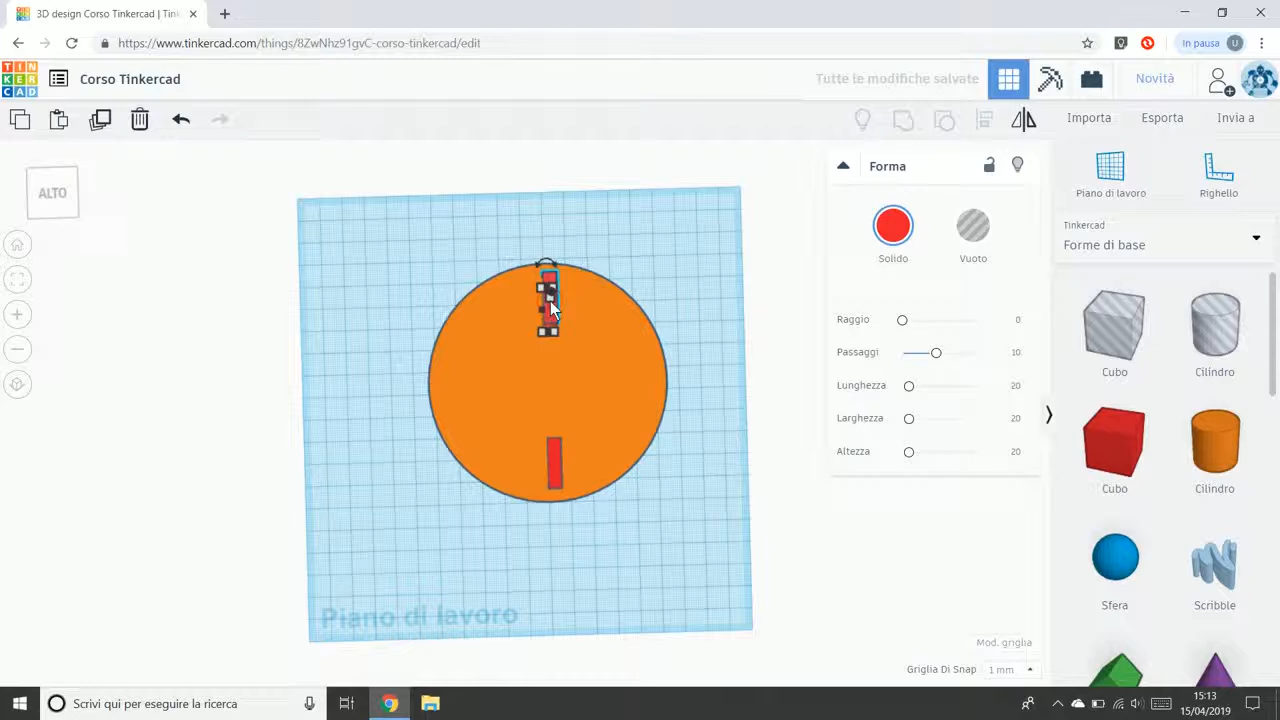 3D design Corso Tinkercad | Tink
https://www.tinkercad.com/things/8ZwNhz91gvC-corso-tinkercad/edit
In pausa
U
TIN
KER
CAD
Corso Tinkercad
Tutte le modifiche salvate
Novità
Importa
Esporta
Invia a
ALTO
Forma
Piano di lavoro
Righello
Solido
Vuoto
Tinkercad
Forme di base
Raggio
0
Passaggi
10
Lunghezza
20
Larghezza
20
Altezza
20
Cubo
Cilindro
Cubo
Cilindro
Sfera
Scribble
Piano di lavoro
Mod. griglia
Griglia Di Snap
1 mm
Scrivi qui per eseguire la ricerca
15:13
15/04/2019